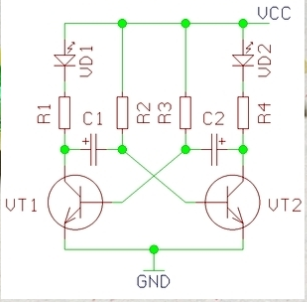 VCC
VD1
VD2
R1
R2
R3
R4
C1
C2
+
+
VT1
VT2
GND